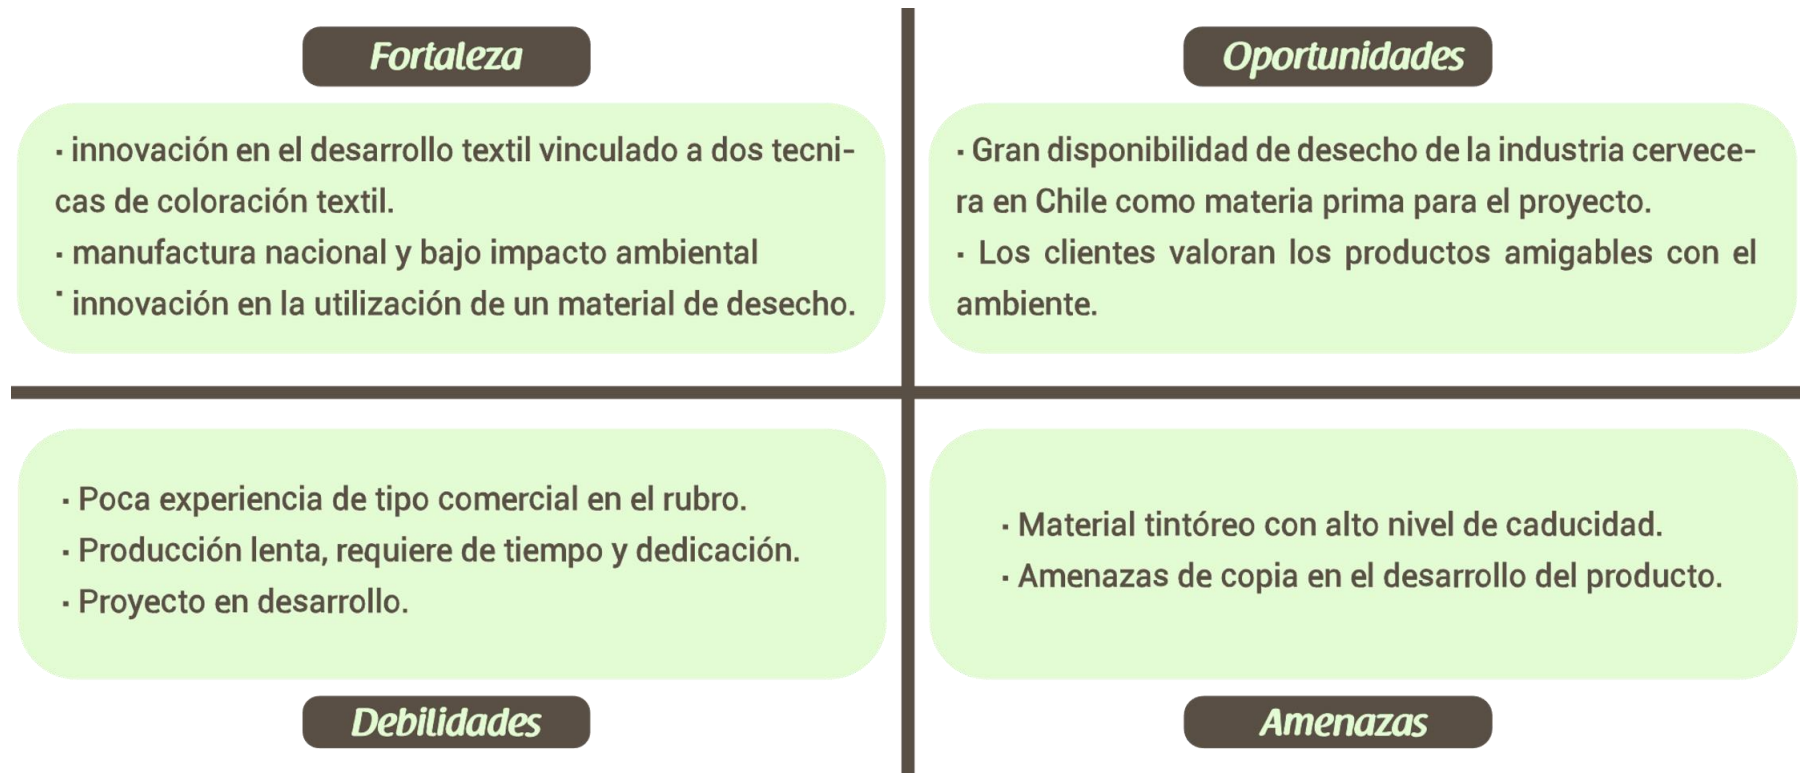 Fortaleza
· innovación en el desarrollo textil vinculado a dos tecni-
cas de coloración textil.
· manufactura nacional y bajo impacto ambiental
· innovación en la utilización de un material de desecho.
Oportunidades
· Gran disponibilidad de desecho de la industria cervece-
ra en Chile como materia prima para el proyecto.
· Los clientes valoran los productos amigables con el
ambiente.
· Poca experiencia de tipo comercial en el rubro.
· Producción lenta, requiere de tiempo y dedicación.
· Proyecto en desarrollo.
Debilidades
· Material tintóreo con alto nivel de caducidad.
· Amenazas de copia en el desarrollo del producto.
Amenazas